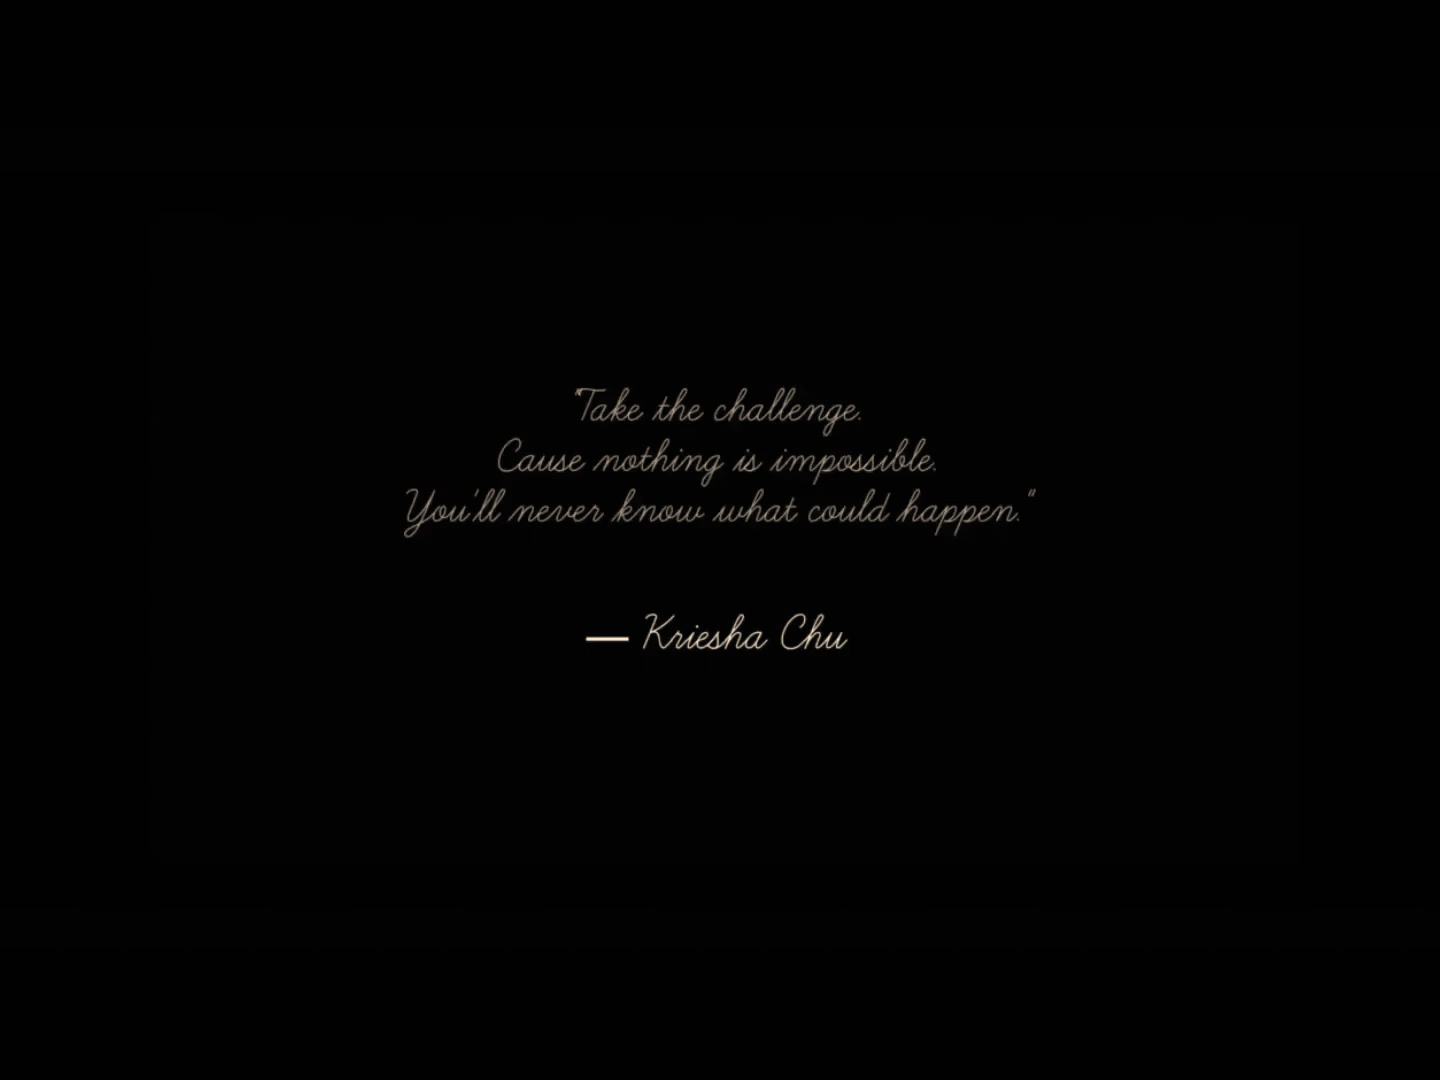 "Take the challenge.
Cause nothing is impossible.
You'll never know what could happen."
— Kriesha Chu